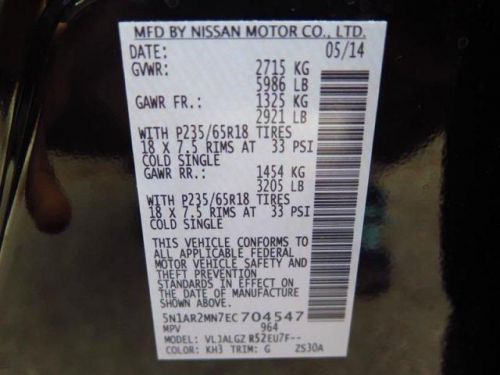 MFD BY NISSAN MOTOR CO., LTD.
DATE: 05/14
GVWR: 2715 KG
5986 LB
GAWR FR.: 1325 KG
2921 LB
WITH P235/65R18 TIRES
18 X 7.5 RIMS AT 33 PSI
COLD SINGLE
GAWR RR.: 1454 KG
3205 LB
WITH P235/65R18 TIRES
18 X 7.5 RIMS AT 33 PSI
COLD SINGLE
THIS VEHICLE CONFORMS TO
ALL APPLICABLE FEDERAL
MOTOR VEHICLE SAFETY AND
THEFT PREVENTION
STANDARDS IN EFFECT ON
THE DATE OF MANUFACTURE
SHOWN ABOVE.
5N1AR2MN7EC704547
MPV 964
MODEL: VLJALGZ R52EU7F--
COLOR: KH3 TRIM: G ZS30A